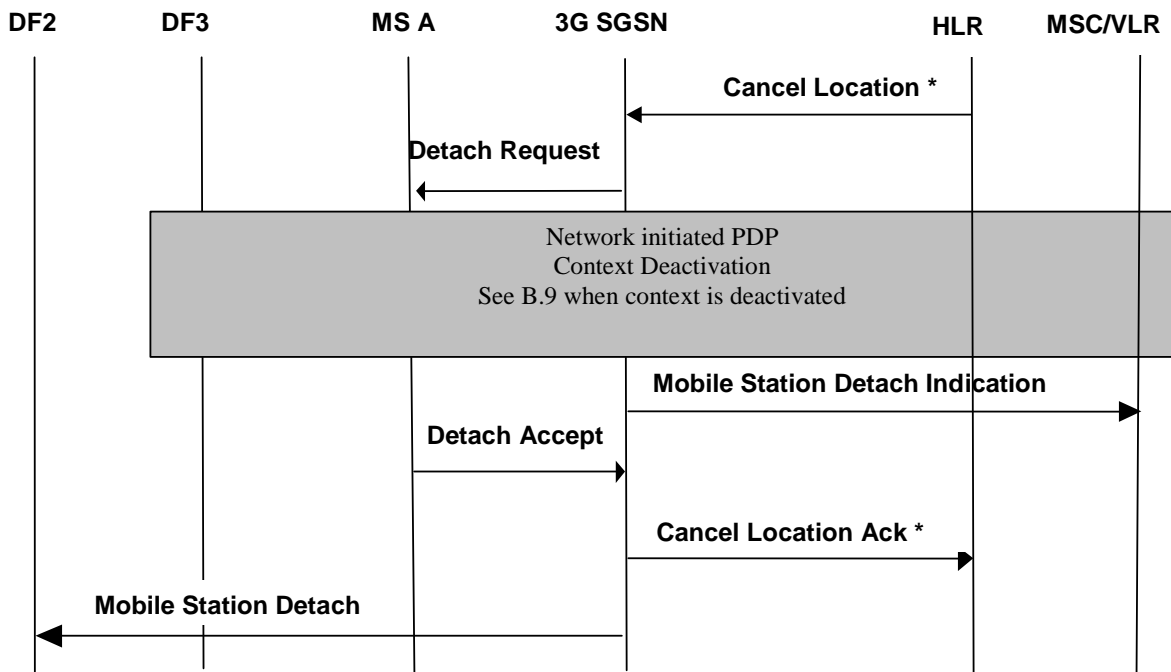 DF2 DF3 MS A 3G SGSN HLR MSC/VLR
Cancel Location *
Detach Request
Network initiated PDP
Context Deactivation
See B.9 when context is deactivated
Mobile Station Detach Indication
Detach Accept
Cancel Location Ack *
Mobile Station Detach